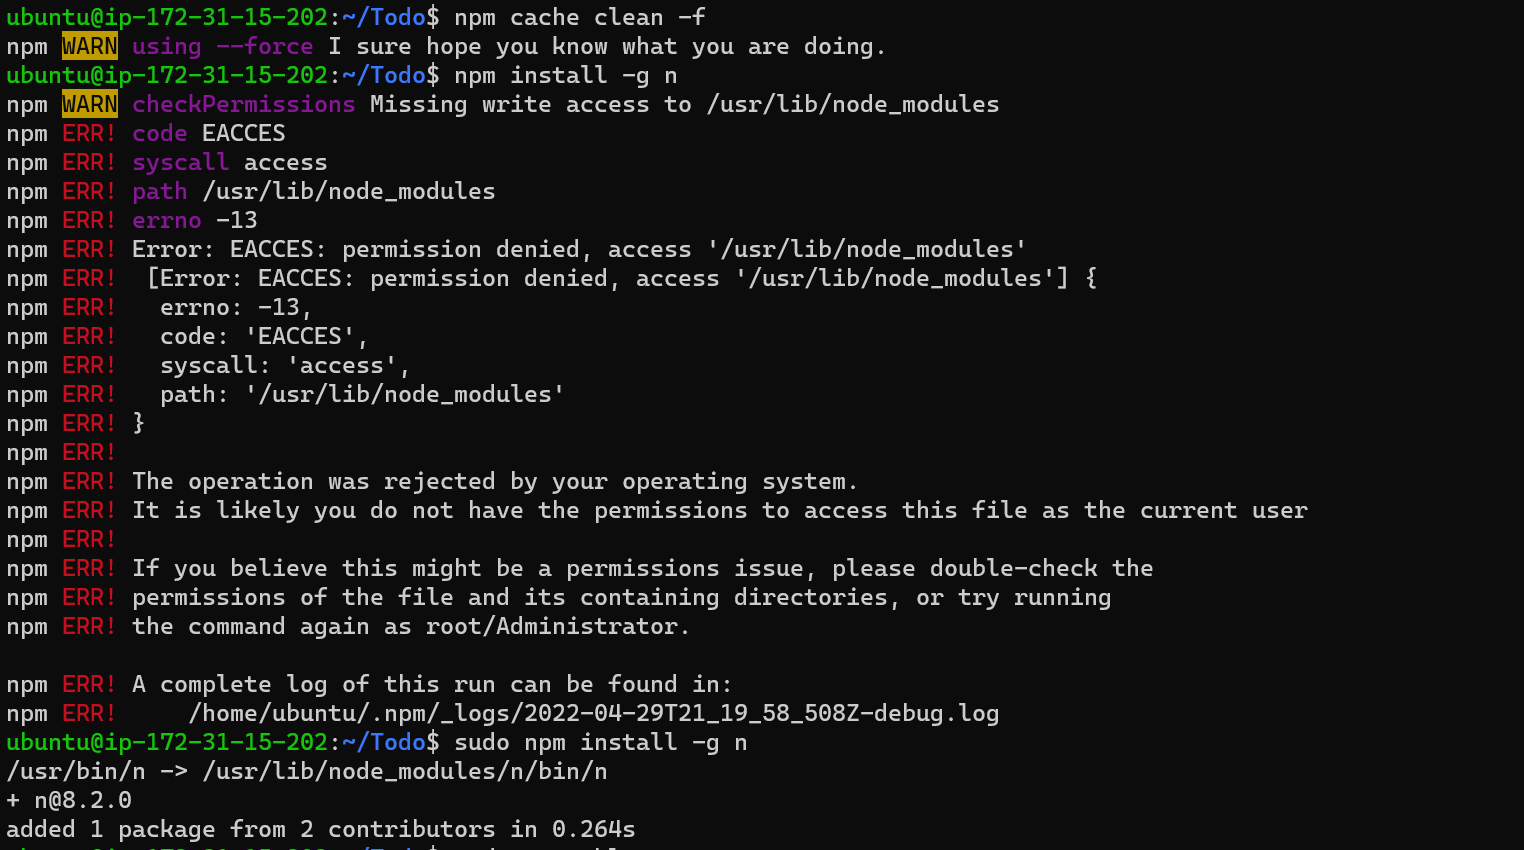 ubuntu@ip-172-31-15-202:~/Todo$ npm cache clean -f
npm WARN using --force I sure hope you know what you are doing.
ubuntu@ip-172-31-15-202:~/Todo$ npm install -g n
npm WARN checkPermissions Missing write access to /usr/lib/node_modules
npm ERR! code EACCES
npm ERR! syscall access
npm ERR! path /usr/lib/node_modules
npm ERR! errno -13
npm ERR! Error: EACCES: permission denied, access '/usr/lib/node_modules'
npm ERR!  [Error: EACCES: permission denied, access '/usr/lib/node_modules'] {
npm ERR!   errno: -13,
npm ERR!   code: 'EACCES',
npm ERR!   syscall: 'access',
npm ERR!   path: '/usr/lib/node_modules'
npm ERR! }
npm ERR!
npm ERR! The operation was rejected by your operating system.
npm ERR! It is likely you do not have the permissions to access this file as the current user
npm ERR!
npm ERR! If you believe this might be a permissions issue, please double-check the
npm ERR! permissions of the file and its containing directories, or try running
npm ERR! the command again as root/Administrator.
npm ERR! A complete log of this run can be found in:
npm ERR!     /home/ubuntu/.npm/_logs/2022-04-29T21_19_58_508Z-debug.log
ubuntu@ip-172-31-15-202:~/Todo$ sudo npm install -g n
/usr/bin/n -> /usr/lib/node_modules/n/bin/n
+ n@8.2.0
added 1 package from 2 contributors in 0.264s